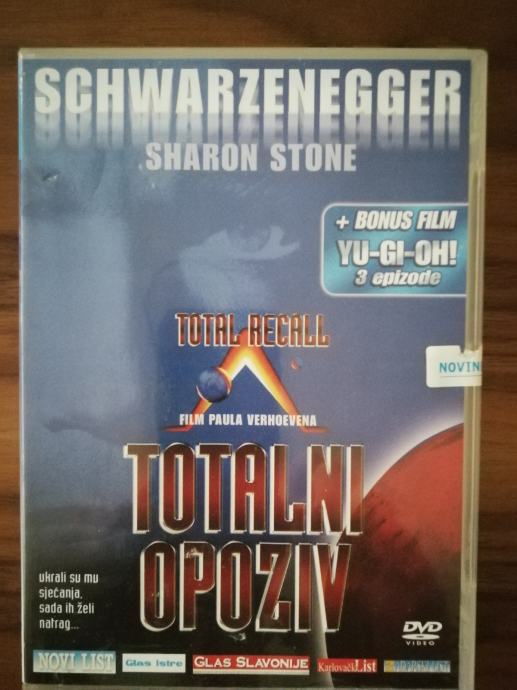 SCHWARZENEGGER
SHARON STONE
+ BONUS FILM
YU-GI-OH!
3 epizode
TOTAL RECALL
NOVIN
FILM PAULA VERHOEVENA
TOTALNI
OPOZIV
ukrali su mu
sjećanja,
sada ih želi
natrag...
DVD
VIDEO
NOVI LIST
Glas Istre
GLAS SLAVONIJE
Karlovački List